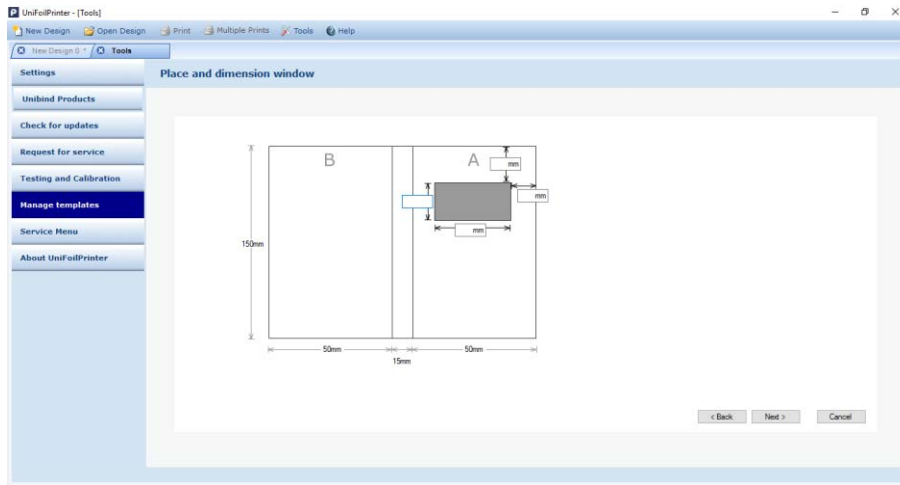 UniFoilPrinter - [Tools]
New Design Open Design Print Multiple Prints Tools Help
New Design 0 * Tools
Settings
Place and dimension window
Unibind Products
Check for updates
Request for service
Testing and Calibration
Manage templates
Service Menu
About UniFoilPrinter
B A
mm
mm
mm
150mm
50mm 50mm
15mm
< Back Next > Cancel